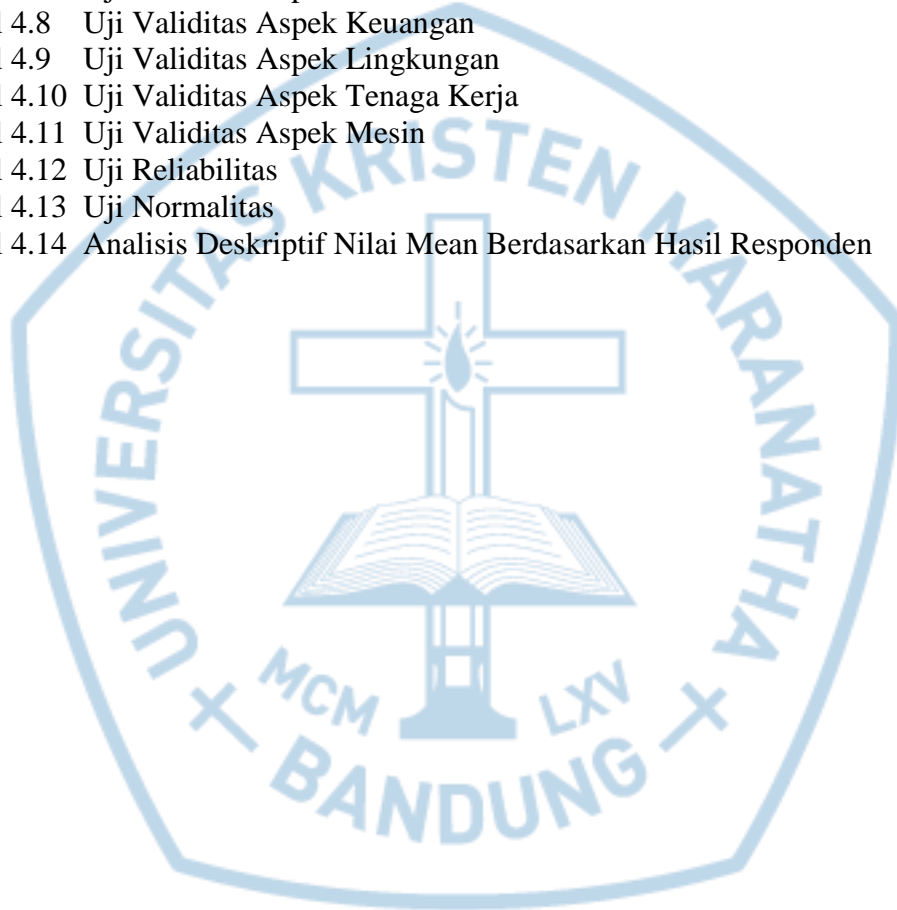 4.8 Uji Validitas Aspek Keuangan
4.9 Uji Validitas Aspek Lingkungan
4.10 Uji Validitas Aspek Tenaga Kerja
4.11 Uji Validitas Aspek Mesin
4.12 Uji Reliabilitas
4.13 Uji Normalitas
4.14 Analisis Deskriptif Nilai Mean Berdasarkan Hasil Responden
UNIVERSITAS KRISTEN MARANATHA
MCM LXV
BANDUNG